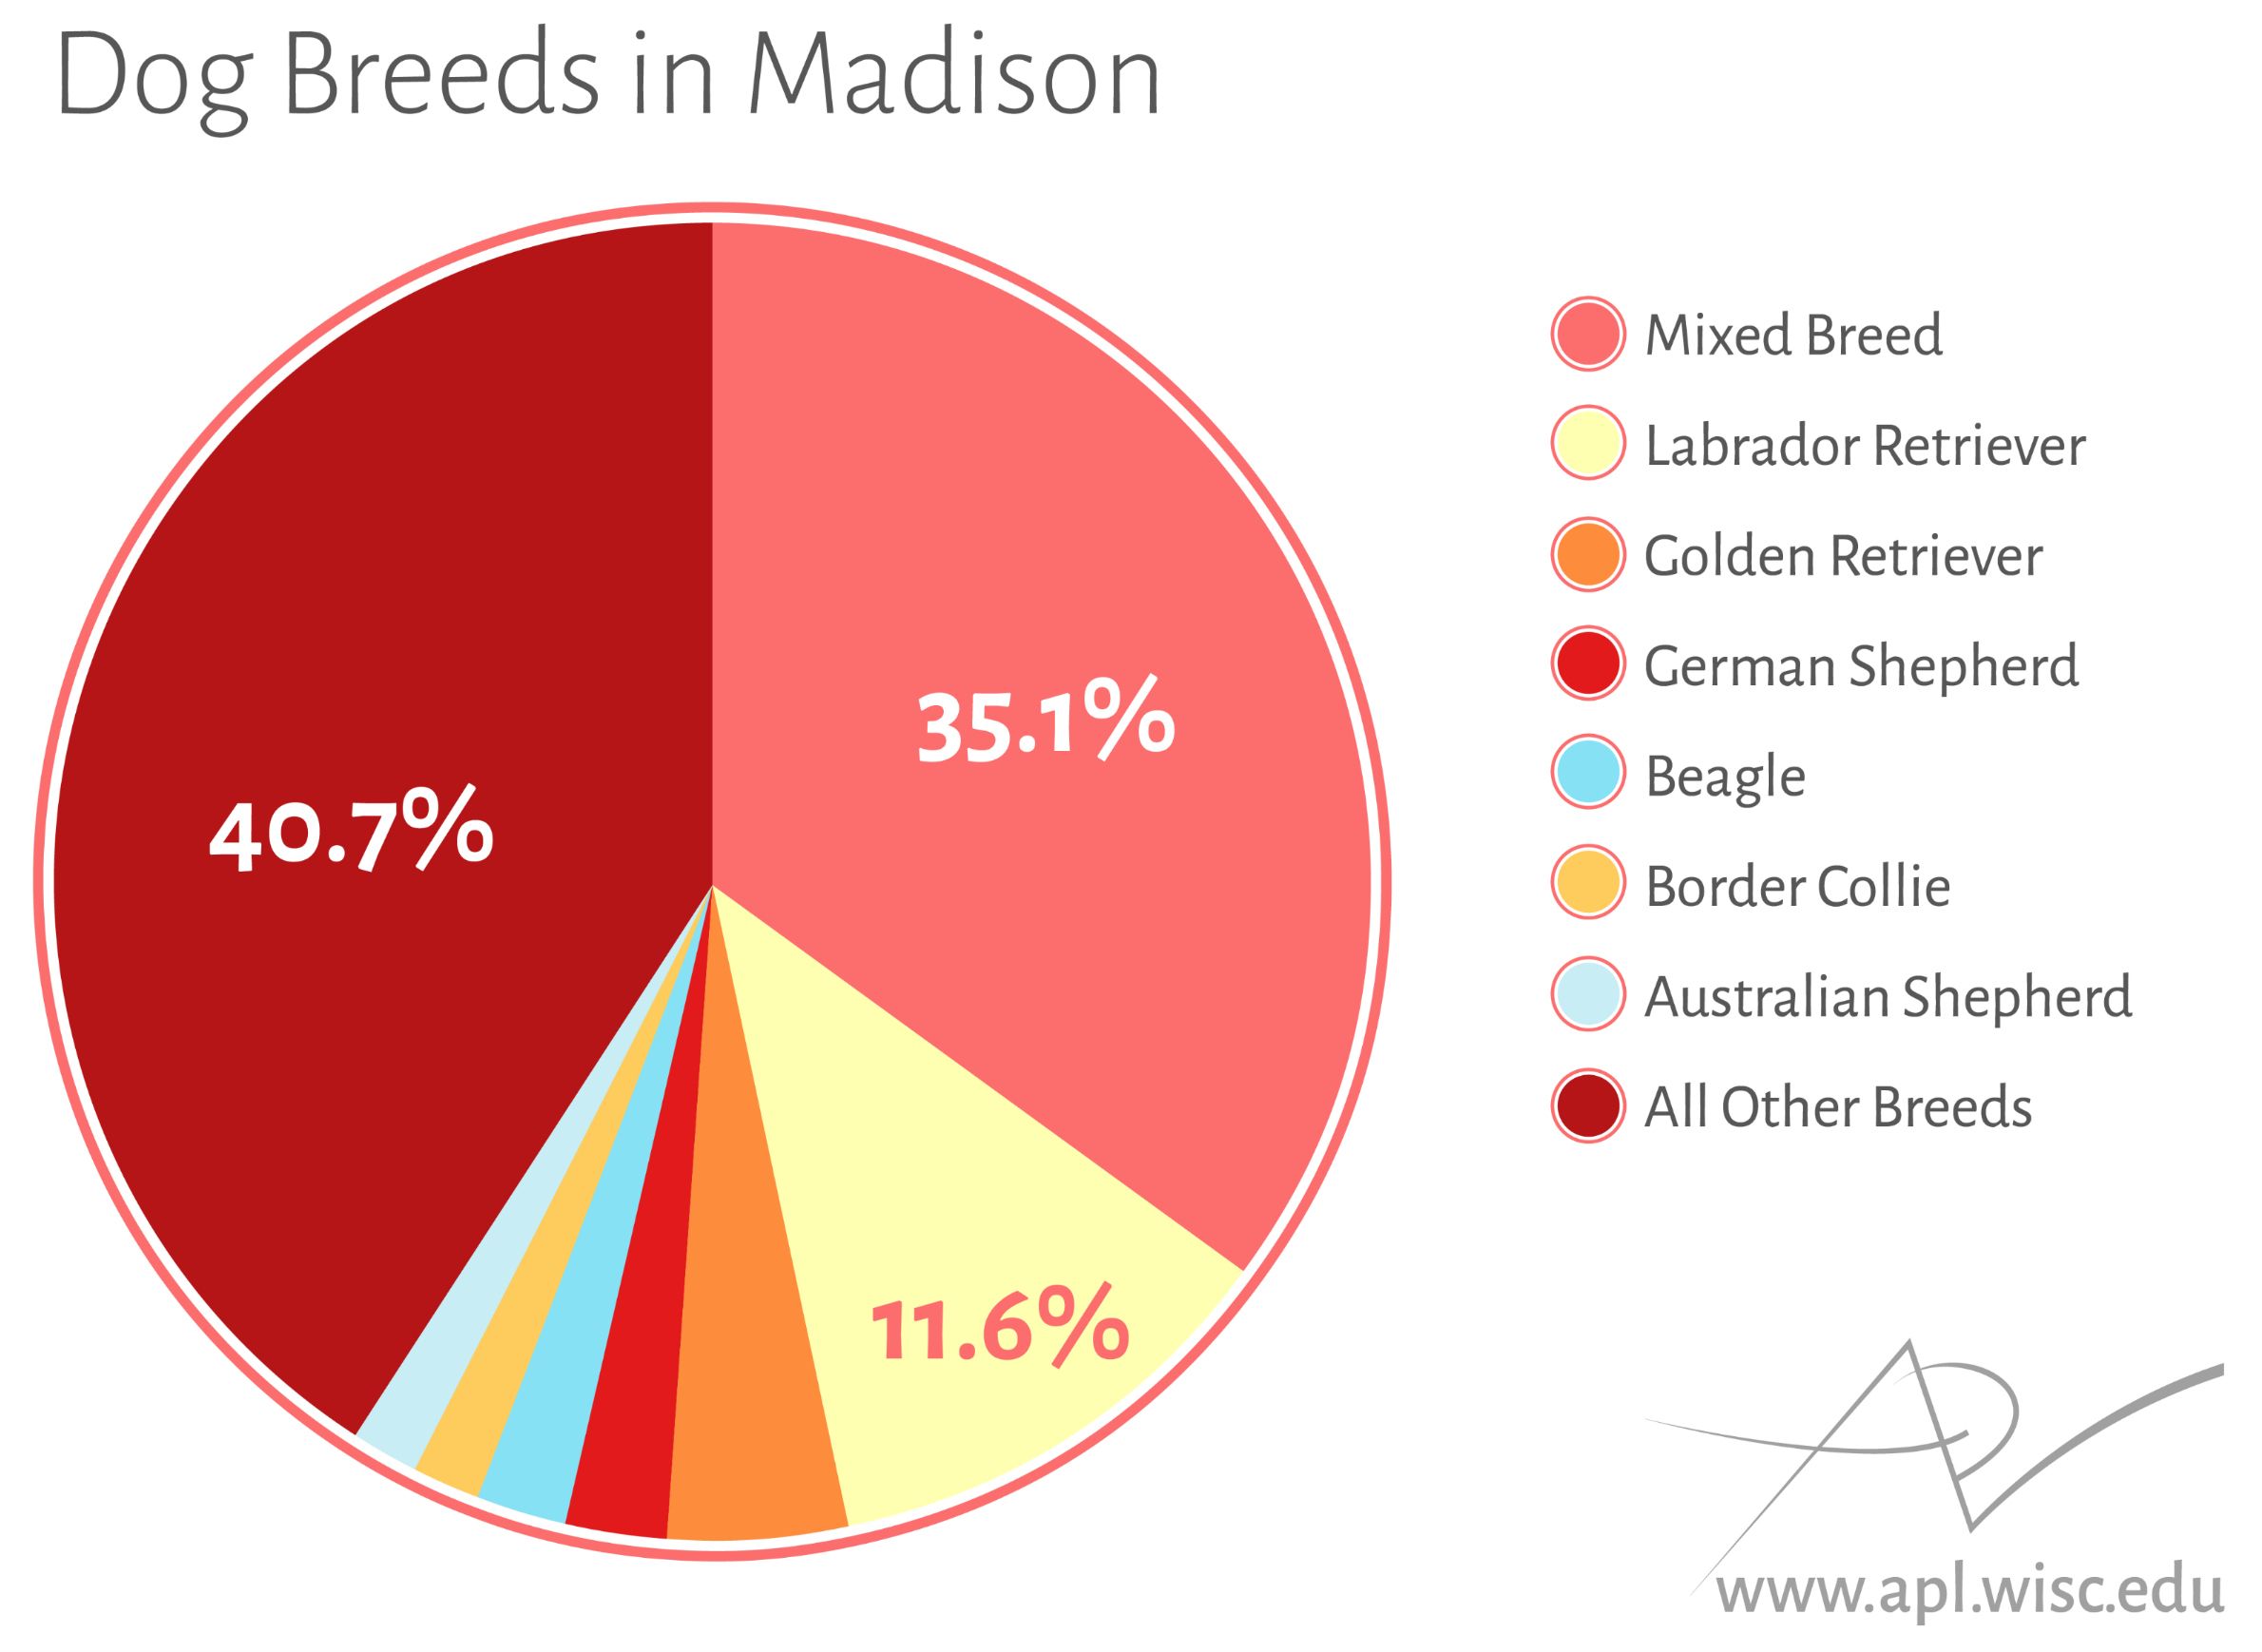 Dog Breeds in Madison
35.1%
40.7%
11.6%
Mixed Breed
Labrador Retriever
Golden Retriever
German Shepherd
Beagle
Border Collie
Australian Shepherd
All Other Breeds
APL
www.apl.wisc.edu